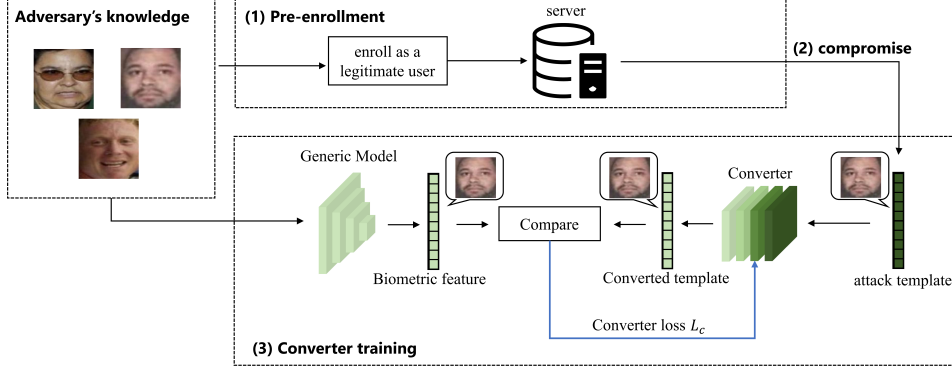 Adversary's knowledge
(1) Pre-enrollment
server
enroll as a
legitimate user
(2) compromise
Generic Model
Converter
Compare
Biometric feature
Converted template
attack template
Converter loss L_c
(3) Converter training